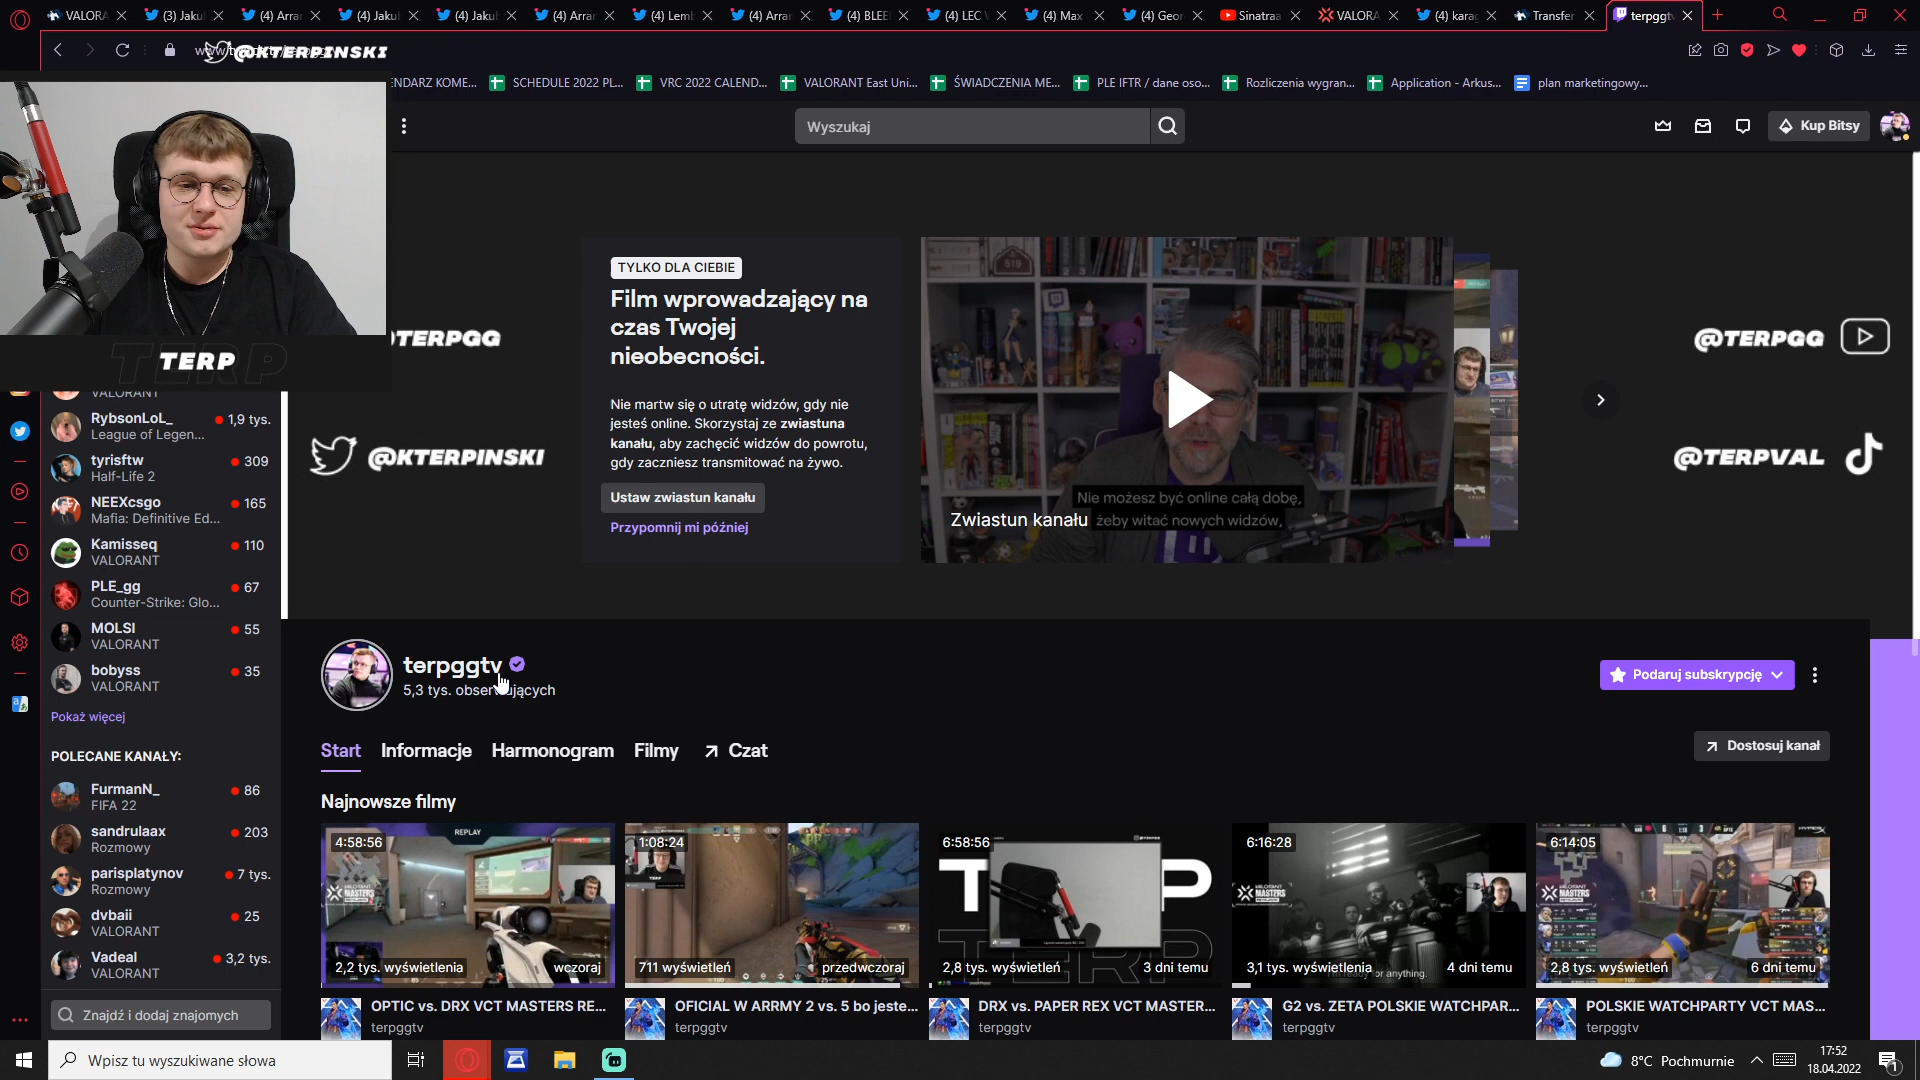 VALORA
(3) Jaku
(4) Arrar
(4) Jaku
(4) Jaku
(4) Arrar
(4) Lemb
(4) Arrar
(4) BLEE
(4) LEC
(4) Max
(4) Geor
Sinatraa
VALORA
(4) karag
Transfer
terpggtv
@KTERPINSKI
ENDARZ KOME...
SCHEDULE 2022 PL...
VRC 2022 CALEND...
VALORANT East Uni...
ŚWIADCZENIA ME...
PLE IFTR / dane oso...
Rozliczenia wygran...
Application - Arkus...
plan marketingowy...
Wyszukaj
Kup Bitsy
TYLKO DLA CIEBIE
Film wprowadzający na
czas Twojej
nieobecności.
Nie martw się o utratę widzów, gdy nie
jesteś online. Skorzystaj ze zwiastuna
kanału, aby zachęcić widzów do powrotu,
gdy zaczniesz transmitować na żywo.
Ustaw zwiastun kanału
Przypomnij mi później
Nie możesz być online całą dobę,
Zwiastun kanału
żeby witać nowych widzów,
TERPGG
@KTERPINSKI
@TERPGG
@TERPVAL
TERP
VALORANT
RybsonLoL_
1,9 tys.
League of Legen...
tyrisftw
309
Half-Life 2
NEEXcsgo
165
Mafia: Definitive Ed...
Kamisseq
110
VALORANT
PLE_gg
67
Counter-Strike: Glo...
MOLSI
55
VALORANT
bobyss
35
VALORANT
Pokaż więcej
POLECANE KANAŁY:
FurmanN_
86
FIFA 22
sandrulaax
203
Rozmowy
parisplatynov
7 tys.
Rozmowy
dvbaii
25
VALORANT
Vadeal
3,2 tys.
VALORANT
Znajdź i dodaj znajomych
terpggtv
5,3 tys. obserwujących
Podaruj subskrypcję
Start
Informacje
Harmonogram
Filmy
Czat
Dostosuj kanał
Najnowsze filmy
4:58:56
REPLAY
2,2 tys. wyświetlenia
wczoraj
OPTIC vs. DRX VCT MASTERS RE...
terpggtv
1:08:24
711 wyświetleń
przedwczoraj
OFICIAL W ARRMY 2 vs. 5 bo jeste...
terpggtv
6:58:56
2,8 tys. wyświetleń
3 dni temu
DRX vs. PAPER REX VCT MASTER...
terpggtv
6:16:28
3,1 tys. wyświetlenia
4 dni temu
G2 vs. ZETA POLSKIE WATCHPAR...
terpggtv
6:14:05
2,8 tys. wyświetleń
6 dni temu
POLSKIE WATCHPARTY VCT MAS...
terpggtv
Wpisz tu wyszukiwane słowa
8°C Pochmurnie
17:52
18.04.2022
1